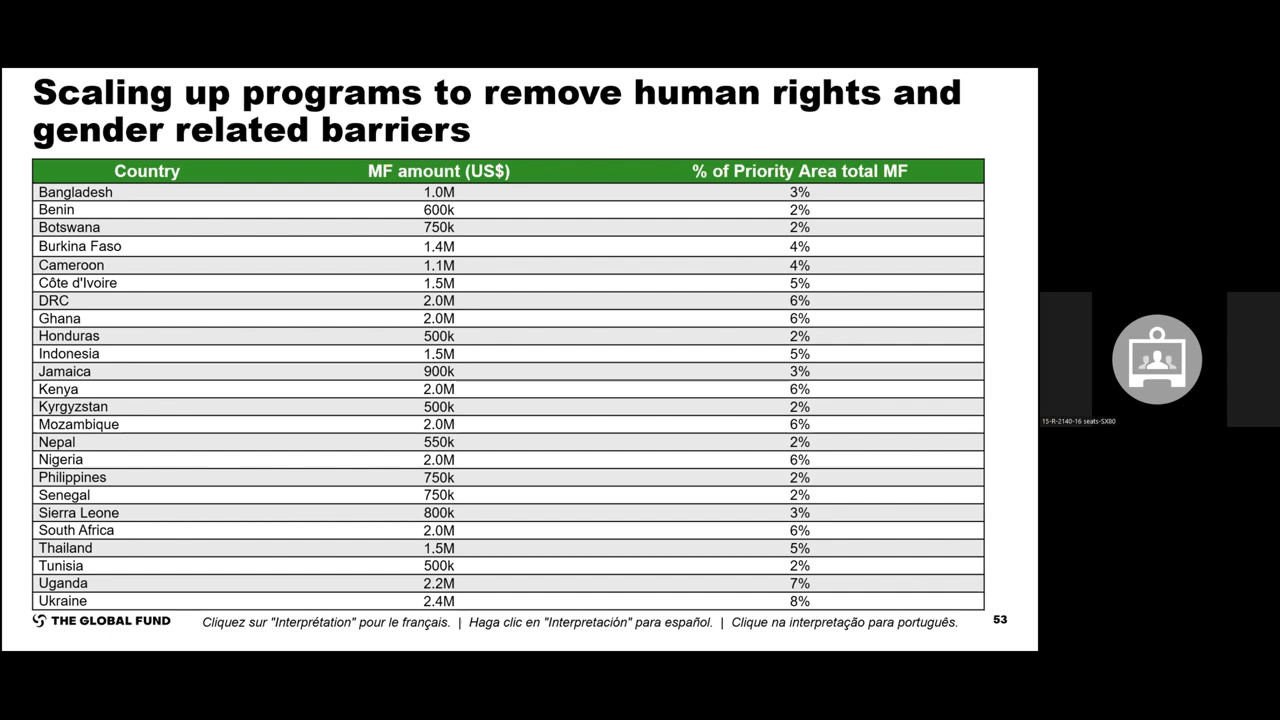 Scaling up programs to remove human rights and
gender related barriers
Country MF amount (US$) % of Priority Area total MF
Bangladesh 1.0M 3%
Benin 600k 2%
Botswana 750k 2%
Burkina Faso 1.4M 4%
Cameroon 1.1M 4%
Côte d'Ivoire 1.5M 5%
DRC 2.0M 6%
Ghana 2.0M 6%
Honduras 500k 2%
Indonesia 1.5M 5%
Jamaica 900k 3%
Kenya 2.0M 6%
Kyrgyzstan 500k 2%
Mozambique 2.0M 6%
Nepal 550k 2%
Nigeria 2.0M 6%
Philippines 750k 2%
Senegal 750k 2%
Sierra Leone 800k 3%
South Africa 2.0M 6%
Thailand 1.5M 5%
Tunisia 500k 2%
Uganda 2.2M 7%
Ukraine 2.4M 8%
THE GLOBAL FUND Cliquez sur "Interprétation" pour le français. | Haga clic en "Interpretación" para español. | Clique na interpretação para português. 53
15-R-2140-16 seats-SX80